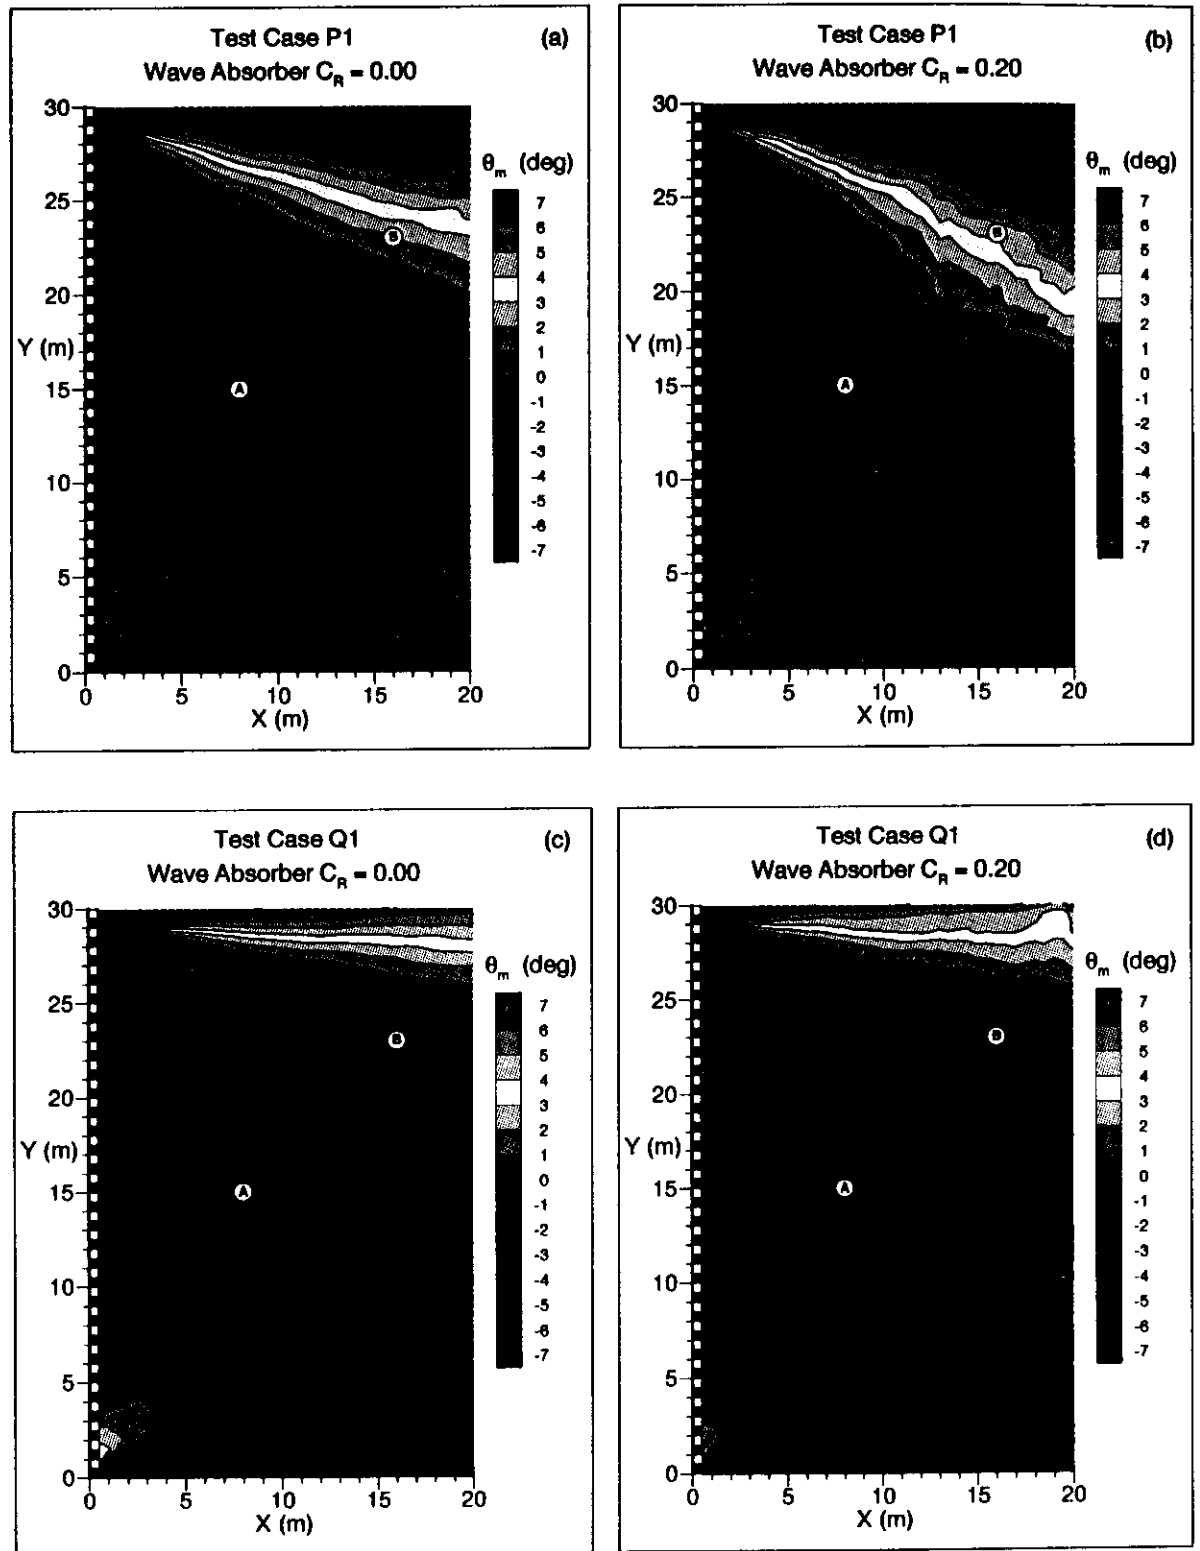 Test Case P1 (a)
Wave Absorber C_R = 0.00
30
25
20
15
10
5
0
Y (m)
0 5 10 15 20
X (m)
A
B
θ_m (deg)
7
6
5
4
3
2
1
0
-1
-2
-3
-4
-5
-6
-7
Test Case P1 (b)
Wave Absorber C_R = 0.20
30
25
20
15
10
5
0
Y (m)
0 5 10 15 20
X (m)
A
B
θ_m (deg)
7
6
5
4
3
2
1
0
-1
-2
-3
-4
-5
-6
-7
Test Case Q1 (c)
Wave Absorber C_R = 0.00
30
25
20
15
10
5
0
Y (m)
0 5 10 15 20
X (m)
A
B
θ_m (deg)
7
6
5
4
3
2
1
0
-1
-2
-3
-4
-5
-6
-7
Test Case Q1 (d)
Wave Absorber C_R = 0.20
30
25
20
15
10
5
0
Y (m)
0 5 10 15 20
X (m)
A
B
θ_m (deg)
7
6
5
4
3
2
1
0
-1
-2
-3
-4
-5
-6
-7